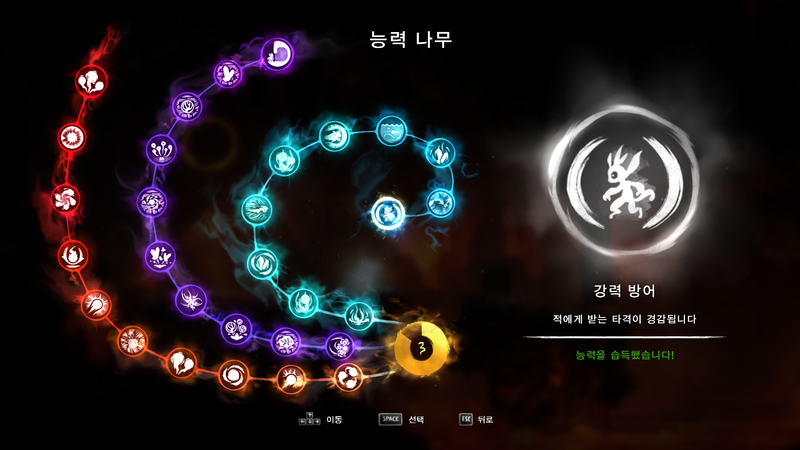 능력 나무
3
강력 방어
적에게 받는 타격이 경감됩니다
능력을 습득했습니다!
이동 SPACE 선택 ESC 뒤로